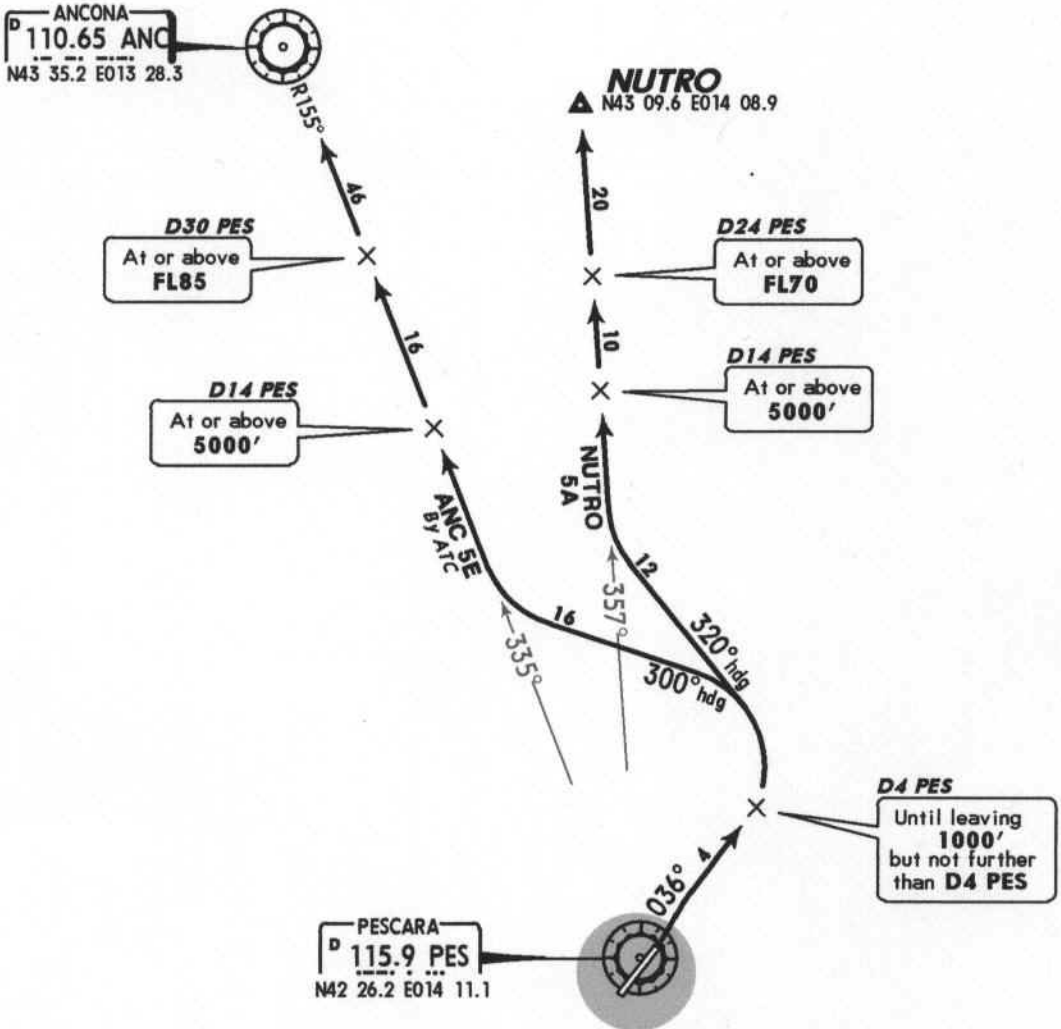 ANCONA
D 110.65 ANC
N43 35.2 E013 28.3
R155°
NUTRO
N43 09.6 E014 08.9
46
20
D30 PES
At or above
FL85
D24 PES
At or above
FL70
16
10
D14 PES
At or above
5000'
D14 PES
At or above
5000'
ANC 5E
By ATC
NUTRO
5A
12
16
357°
335°
320° hdg
300° hdg
D4 PES
Until leaving
1000'
but not further
than D4 PES
036°
4
PESCARA
D 115.9 PES
N42 26.2 E014 11.1